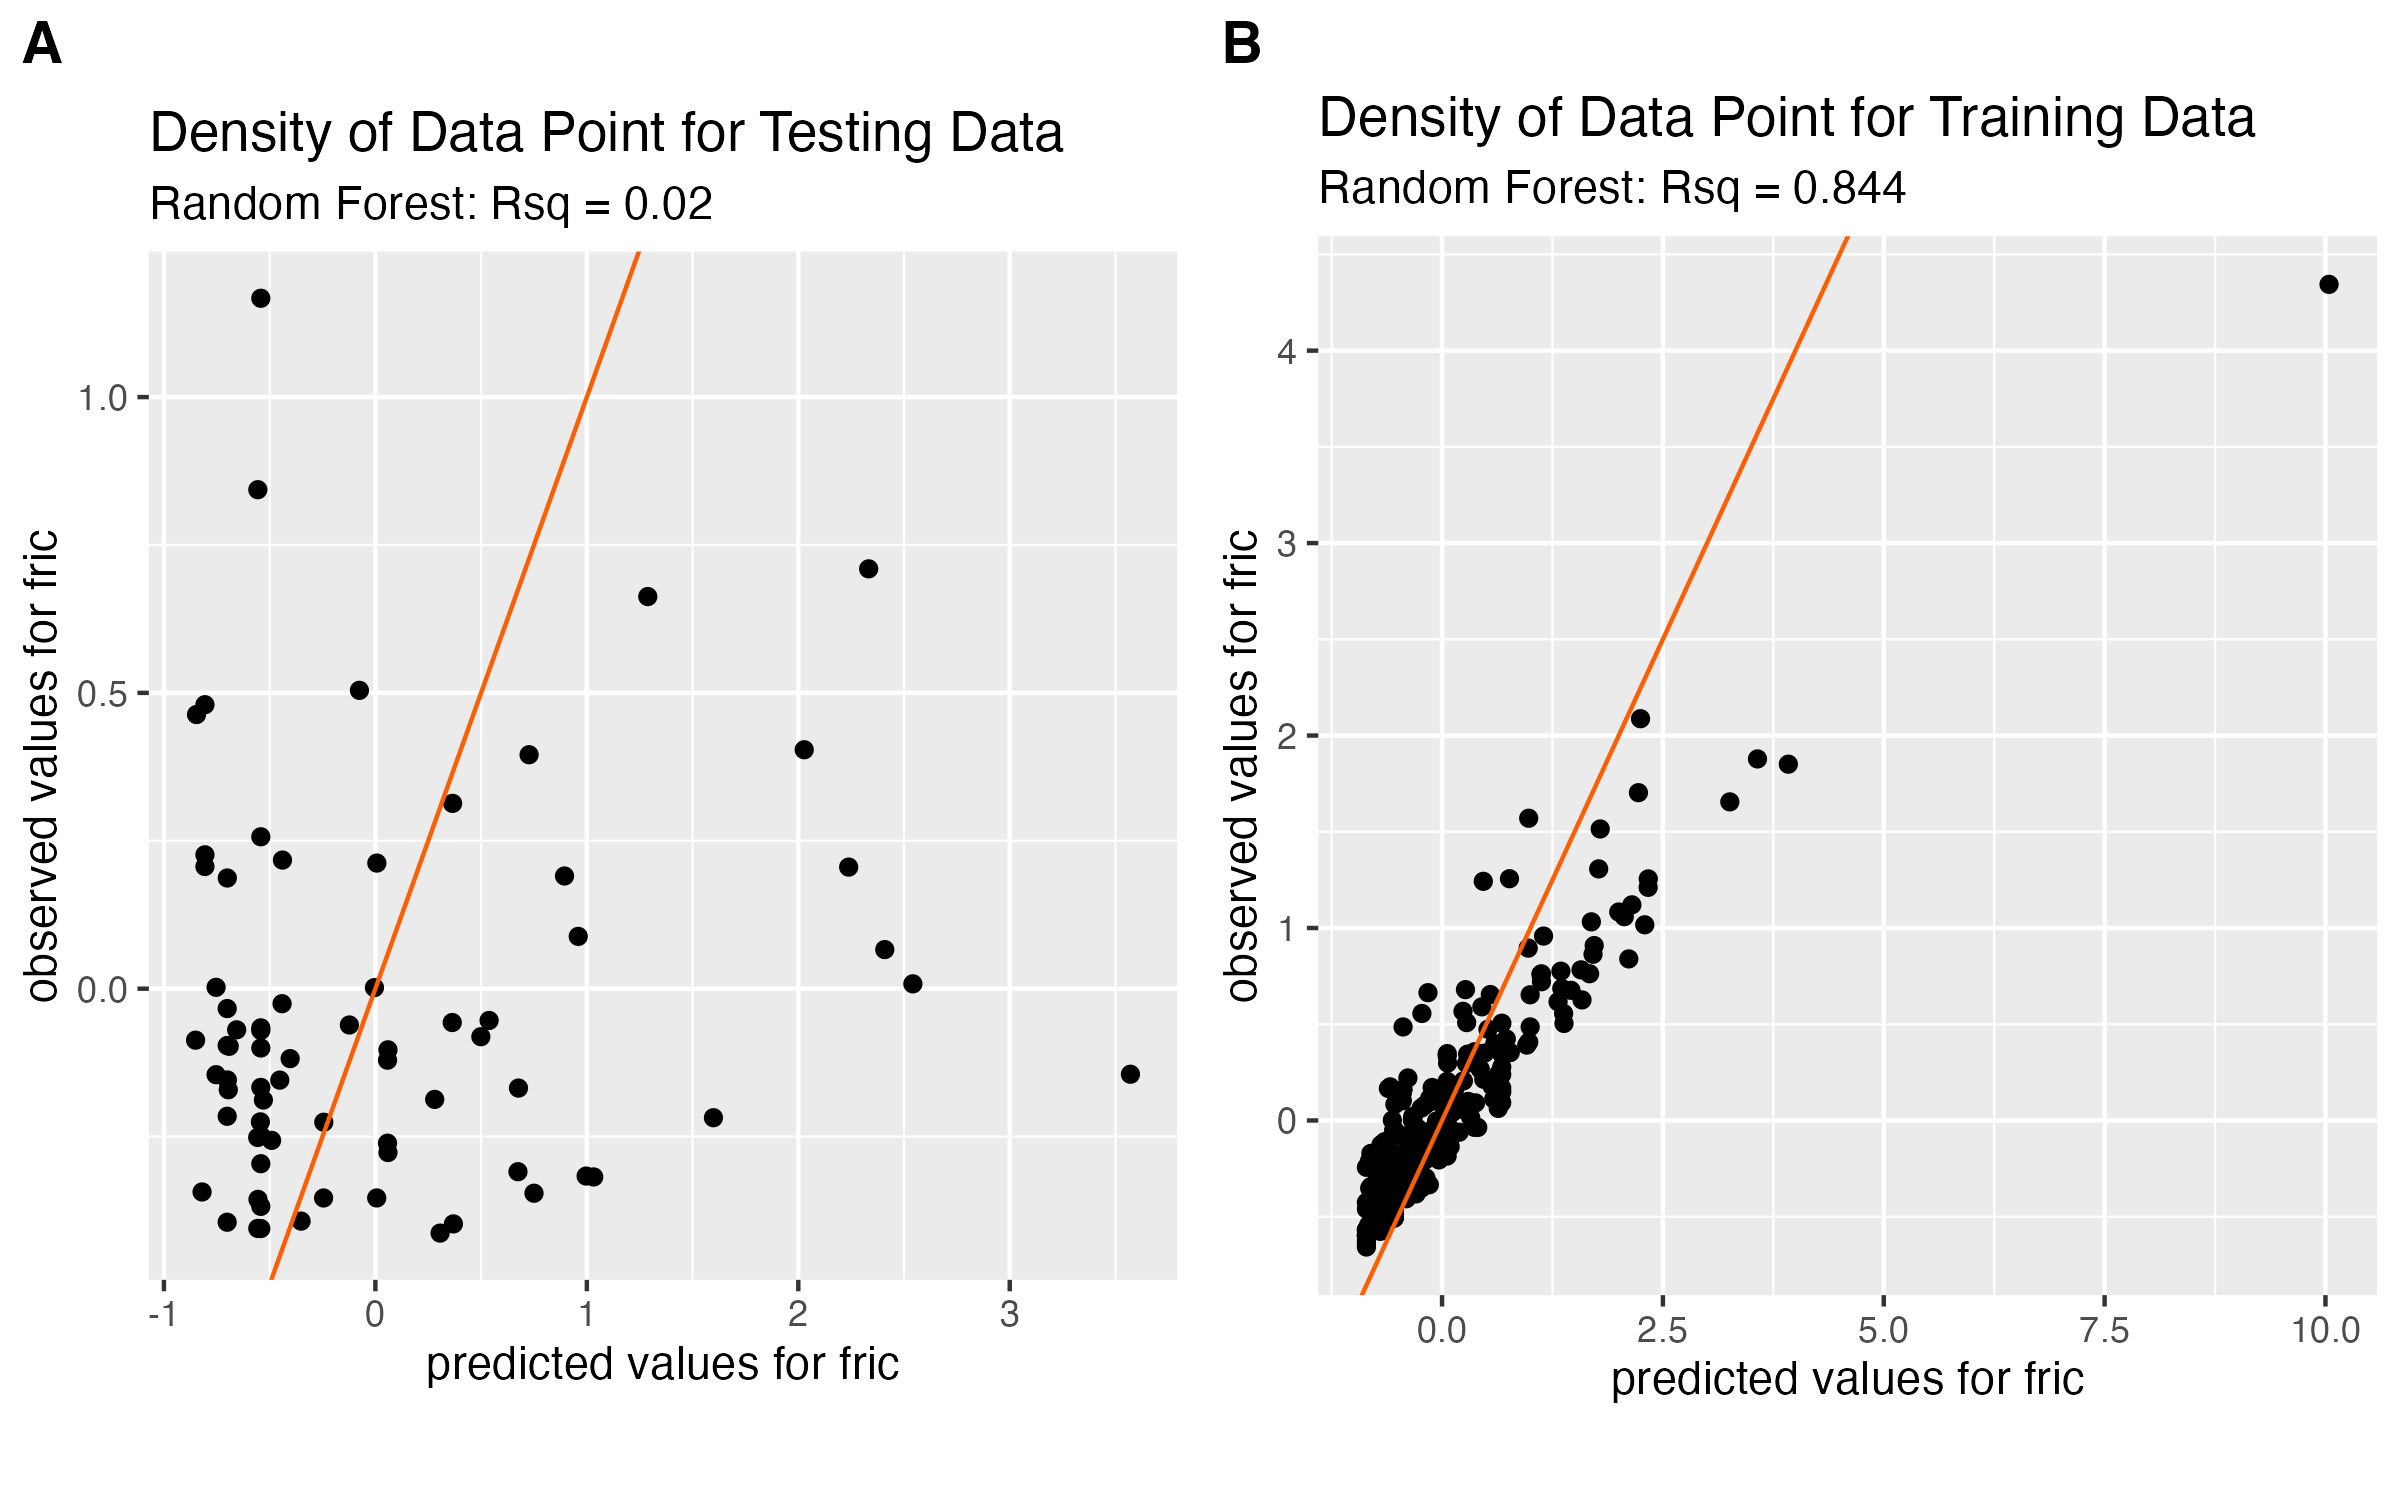 A
Density of Data Point for Testing Data
Random Forest: Rsq = 0.02
observed values for fric
1.0
0.5
0.0
-1 0 1 2 3
predicted values for fric
B
Density of Data Point for Training Data
Random Forest: Rsq = 0.844
observed values for fric
4
3
2
1
0
0.0 2.5 5.0 7.5 10.0
predicted values for fric